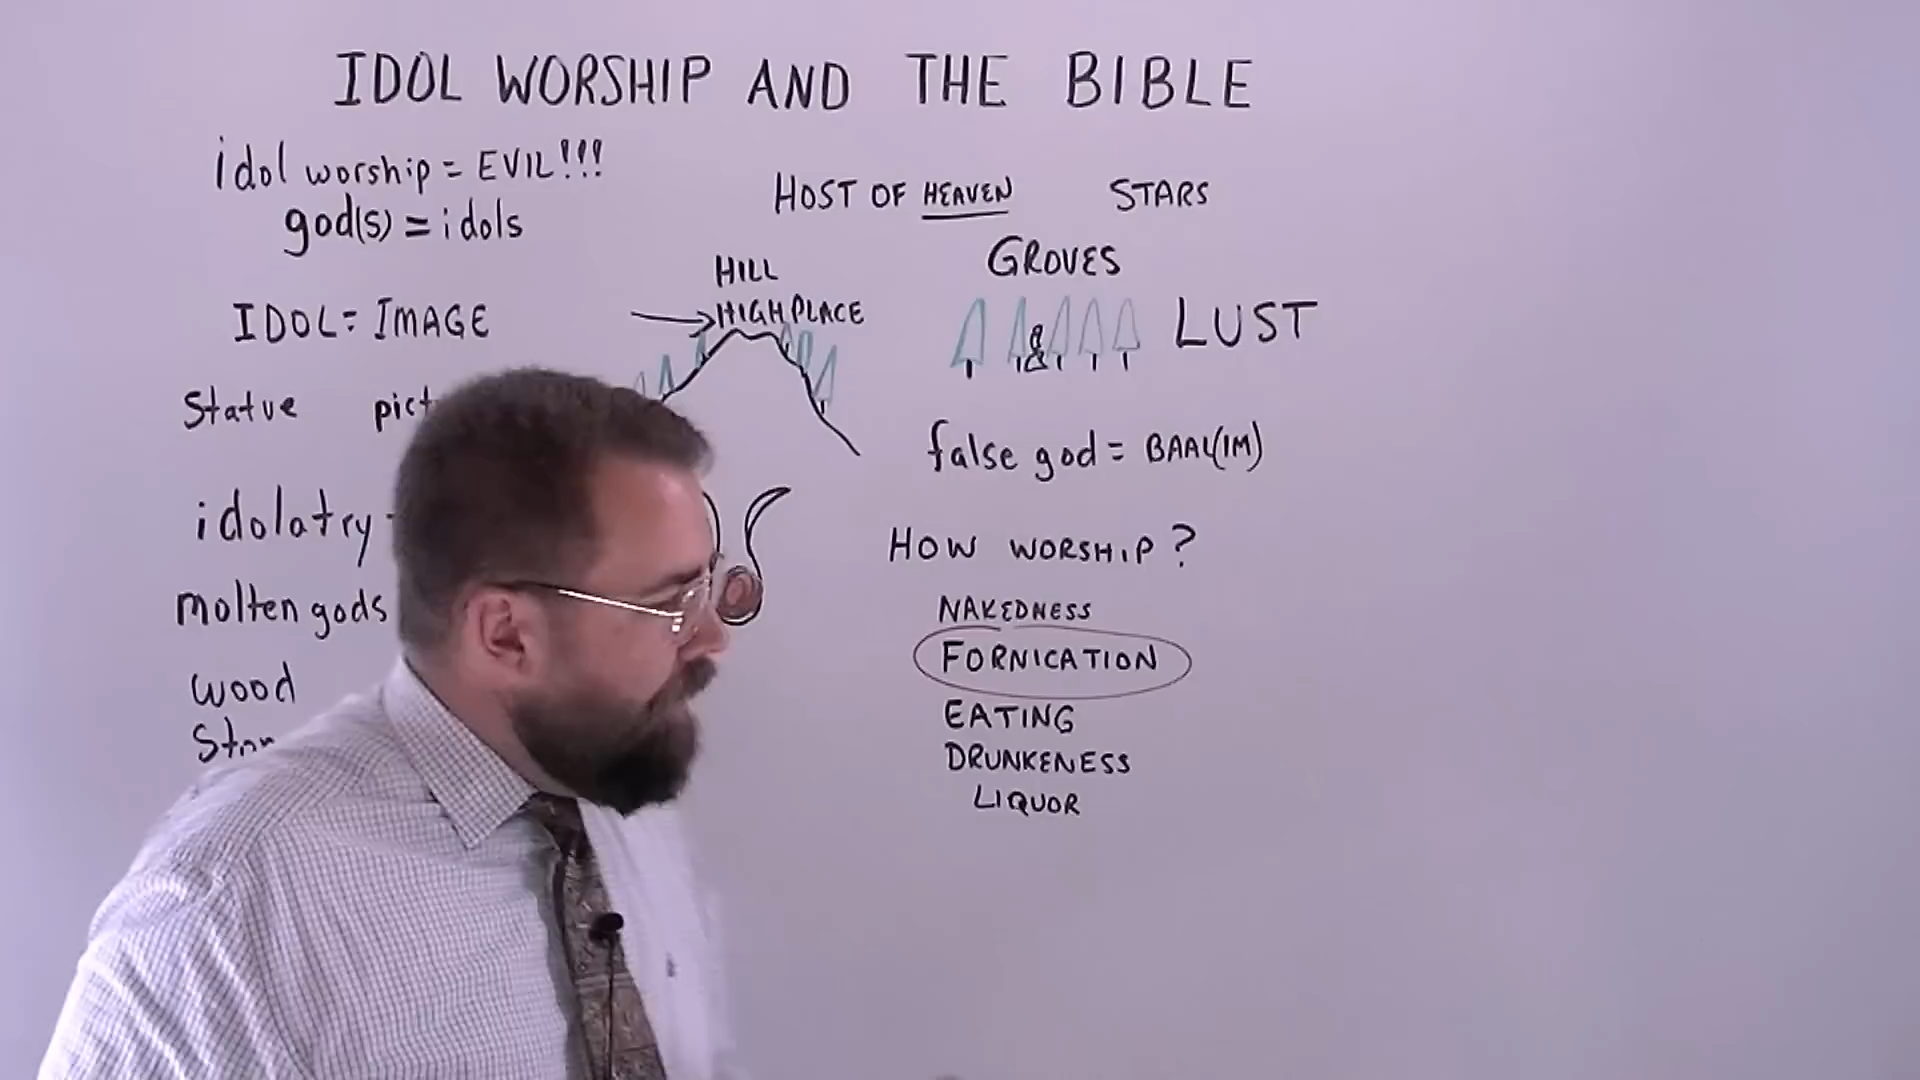 IDOL WORSHIP AND THE BIBLE
idol worship = EVIL!!!
god(s) = idols
IDOL = IMAGE
Statue
idolatry
molten gods
wood
HOST OF HEAVEN STARS
HILL
HIGH PLACE
GROVES
LUST
false god = BAAL(IM)
HOW WORSHIP?
NAKEDNESS
FORNICATION
EATING
DRUNKENESS
LIQUOR